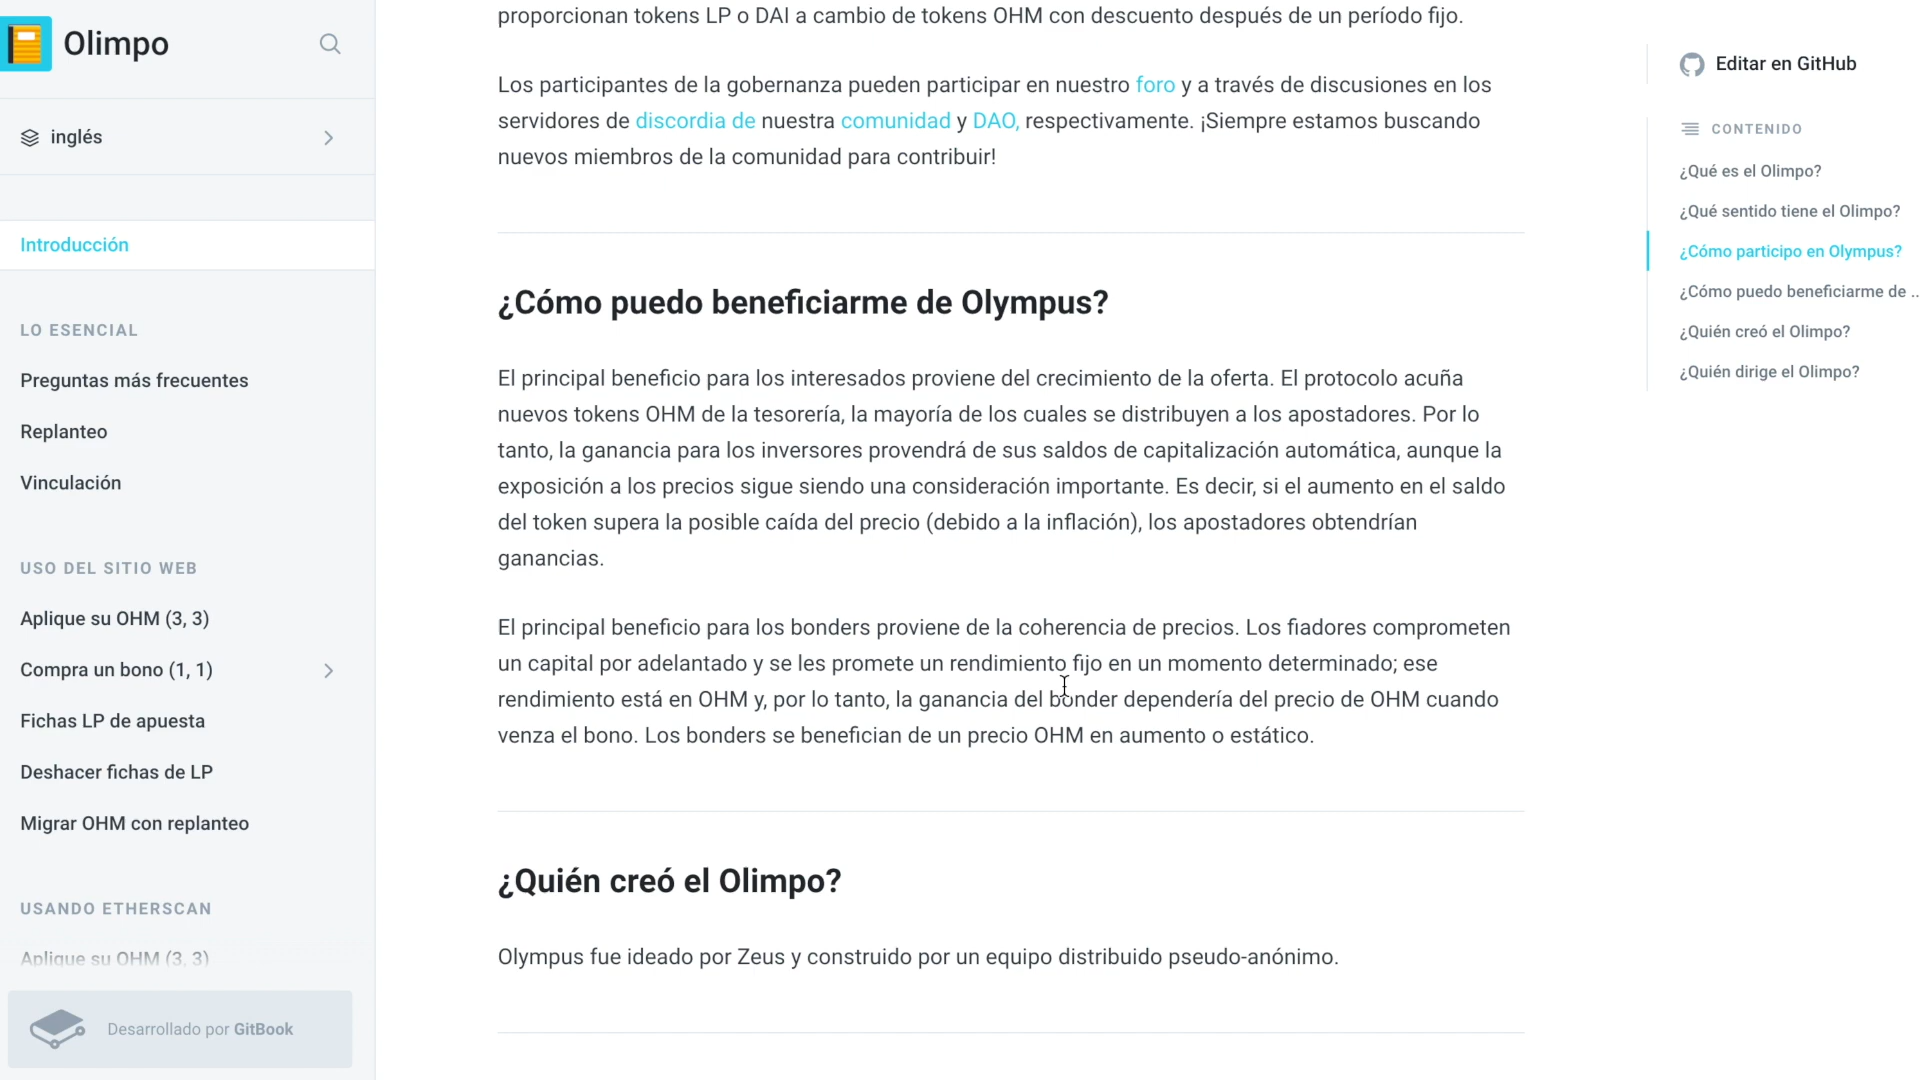 Olimpo
inglés
Introducción
LO ESENCIAL
Preguntas más frecuentes
Replanteo
Vinculación
USO DEL SITIO WEB
Aplique su OHM (3, 3)
Compra un bono (1, 1)
Fichas LP de apuesta
Deshacer fichas de LP
Migrar OHM con replanteo
USANDO ETHERSCAN
Aplique su OHM (3, 3)
Desarrollado por GitBook
proporcionan tokens LP o DAI a cambio de tokens OHM con descuento después de un período fijo.
Los participantes de la gobernanza pueden participar en nuestro foro y a través de discusiones en los
servidores de discordia de nuestra comunidad y DAO, respectivamente. ¡Siempre estamos buscando
nuevos miembros de la comunidad para contribuir!
¿Cómo puedo beneficiarme de Olympus?
El principal beneficio para los interesados proviene del crecimiento de la oferta. El protocolo acuña
nuevos tokens OHM de la tesorería, la mayoría de los cuales se distribuyen a los apostadores. Por lo
tanto, la ganancia para los inversores provendrá de sus saldos de capitalización automática, aunque la
exposición a los precios sigue siendo una consideración importante. Es decir, si el aumento en el saldo
del token supera la posible caída del precio (debido a la inflación), los apostadores obtendrían
ganancias.
El principal beneficio para los bonders proviene de la coherencia de precios. Los fiadores comprometen
un capital por adelantado y se les promete un rendimiento fijo en un momento determinado; ese
rendimiento está en OHM y, por lo tanto, la ganancia del bonder dependería del precio de OHM cuando
venza el bono. Los bonders se benefician de un precio OHM en aumento o estático.
¿Quién creó el Olimpo?
Olympus fue ideado por Zeus y construido por un equipo distribuido pseudo-anónimo.
Editar en GitHub
CONTENIDO
¿Qué es el Olimpo?
¿Qué sentido tiene el Olimpo?
¿Cómo participo en Olympus?
¿Cómo puedo beneficiarme de ..
¿Quién creó el Olimpo?
¿Quién dirige el Olimpo?